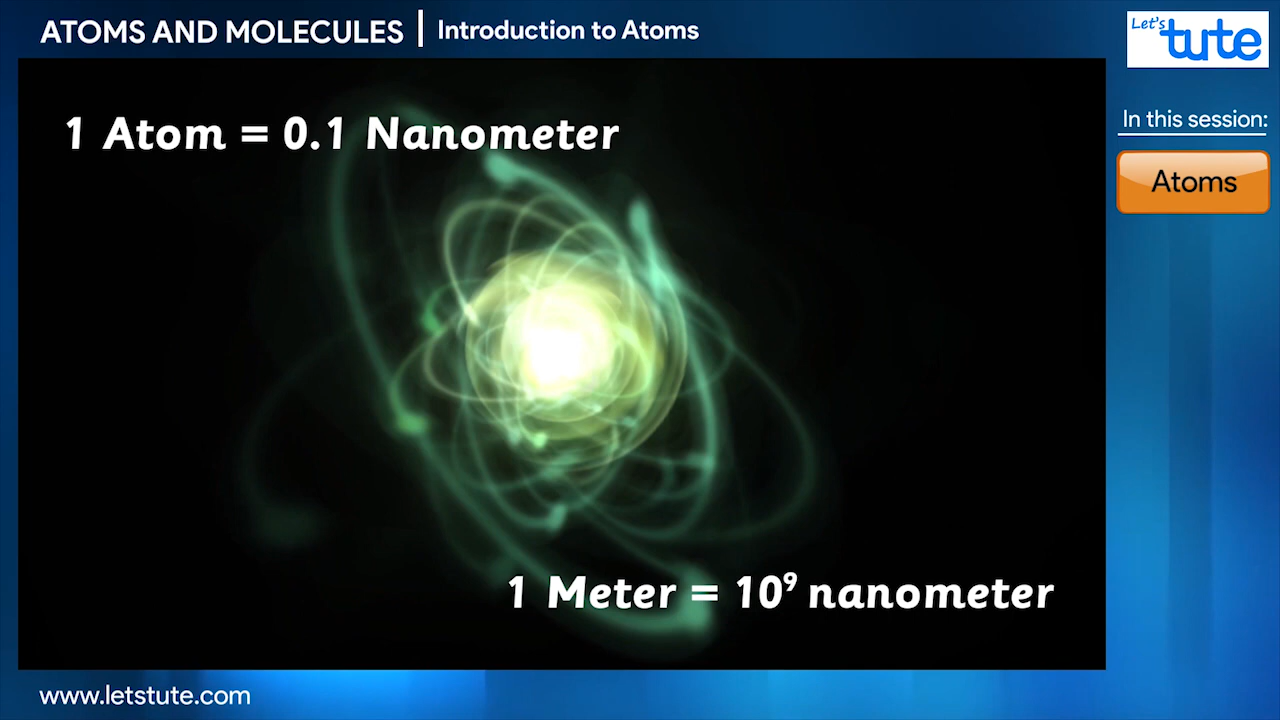 ATOMS AND MOLECULES | Introduction to Atoms
Let's tute
In this session:
Atoms
1 Atom = 0.1 Nanometer
1 Meter = 10⁹ nanometer
www.letstute.com